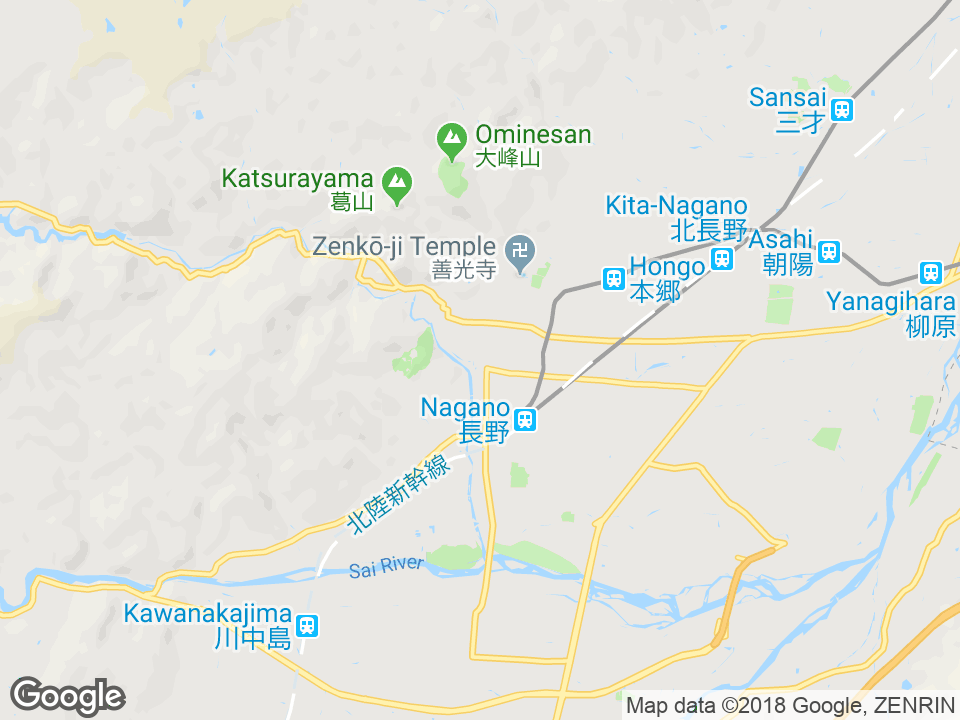 Sansai
三才
Ominesan
大峰山
Katsurayama
葛山
Kita-Nagano
北長野
Zenkō-ji Temple
善光寺
卍
Asahi
朝陽
Hongo
本郷
Yanagihara
柳原
Nagano
長野
北陸新幹線
Sai River
Kawanakajima
川中島
Google
Map data ©2018 Google, ZENRIN